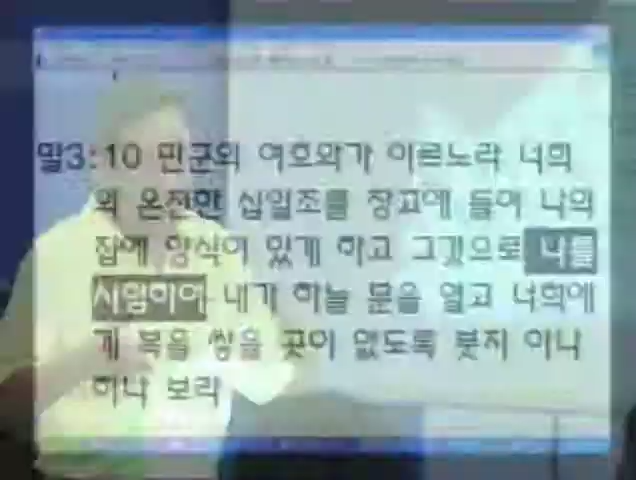 말3:10 만군의 여호와가 이르노라 너희
의 온전한 십일조를 창고에 들여 나의
집에 양식이 있게 하고 그것으로 나를
시험하여 내가 하늘 문을 열고 너희에
게 복을 쌓을 곳이 없도록 붓지 아니
하나 보라